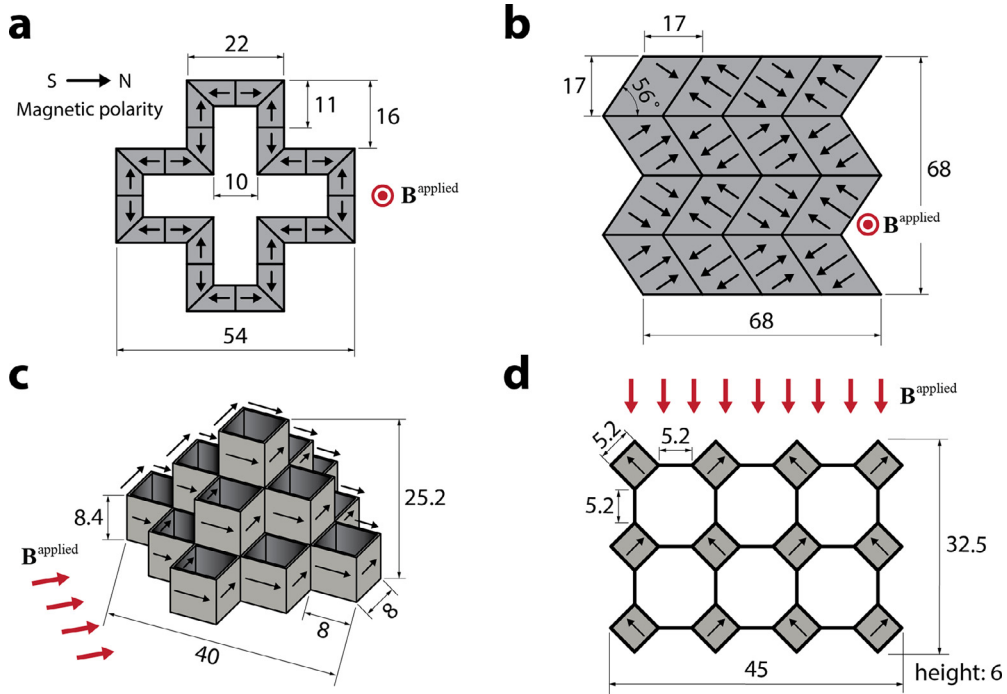 a
22
S → N
Magnetic polarity
11
16
10
B^applied
54
b
17
17
56°
68
B^applied
68
c
8.4
25.2
B^applied
8
8
40
d
B^applied
5.2
5.2
5.2
32.5
45
height: 6